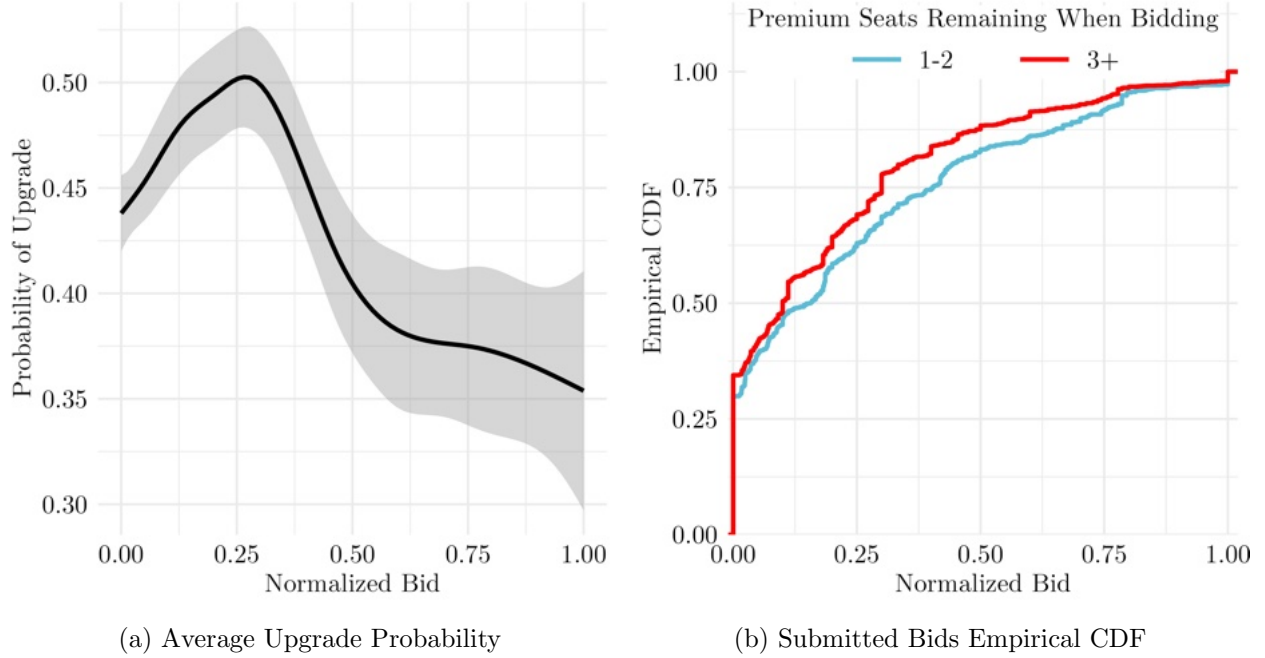 Probability of Upgrade
0.50
0.45
0.40
0.35
0.30
0.00 0.25 0.50 0.75 1.00
Normalized Bid
(a) Average Upgrade Probability
Premium Seats Remaining When Bidding
1-2 3+
Empirical CDF
1.00
0.75
0.50
0.25
0.00
0.00 0.25 0.50 0.75 1.00
Normalized Bid
(b) Submitted Bids Empirical CDF